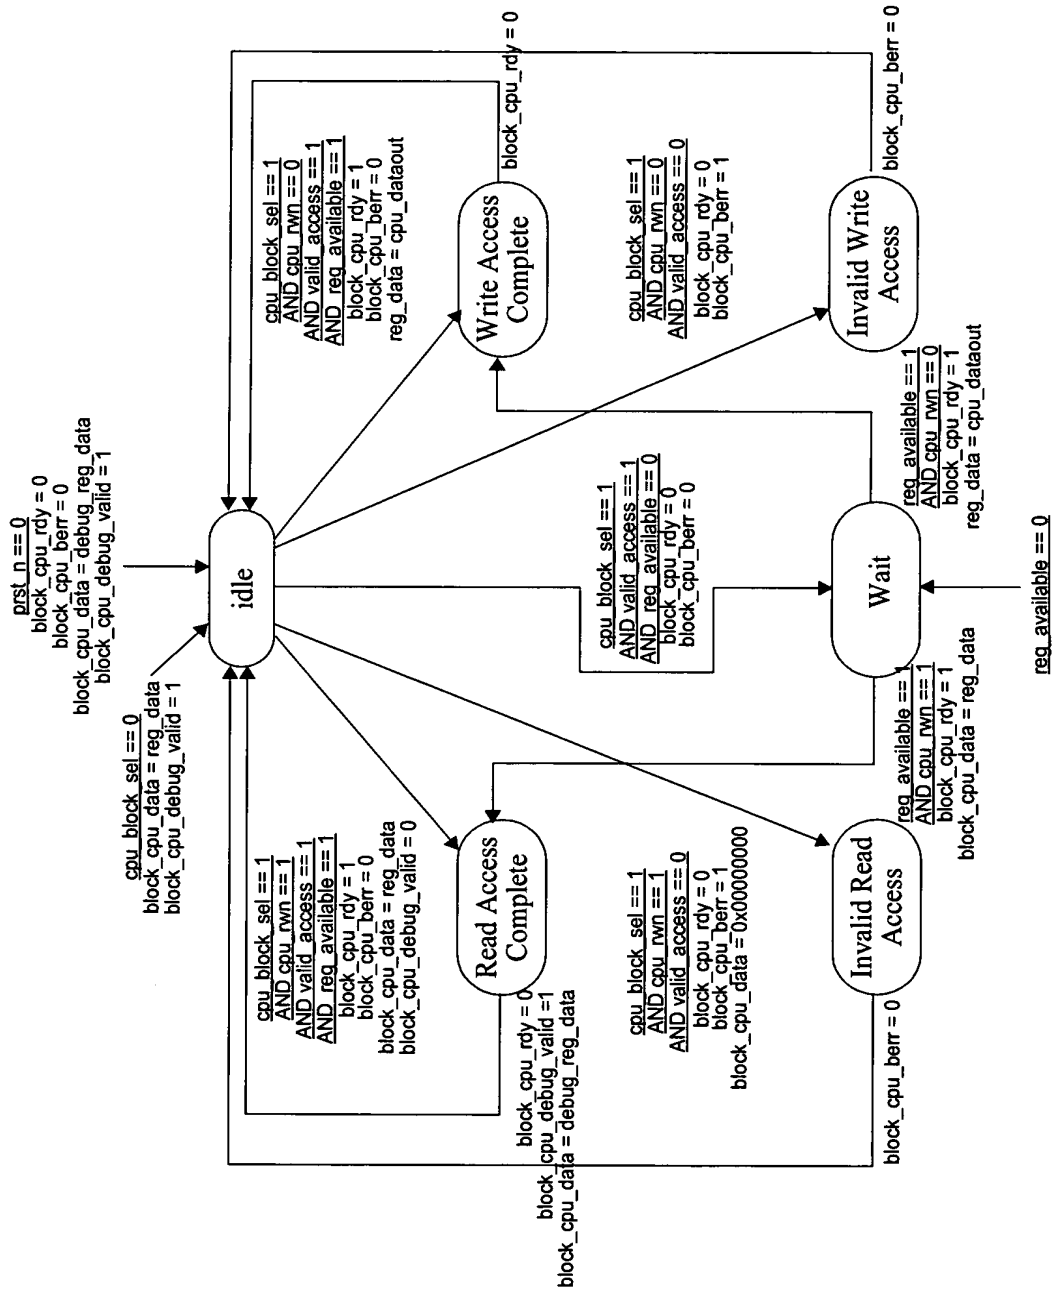 prst_n == 0
block_cpu_rdy = 0
block_cpu_berr = 0
block_cpu_data = debug_reg_data
block_cpu_debug_valid = 1
cpu_block_sel == 0
block_cpu_data = reg_data
block_cpu_debug_valid = 1
idle
cpu_block_sel == 1
AND cpu_rwn == 1
AND valid_access == 1
AND reg_available == 1
block_cpu_rdy = 1
block_cpu_berr = 0
block_cpu_data = reg_data
block_cpu_debug_valid = 0
cpu_block_sel == 1
AND cpu_rwn == 0
AND valid_access == 1
AND reg_available == 1
block_cpu_rdy = 1
block_cpu_berr = 0
reg_data = cpu_dataout
Read Access
Complete
Write Access
Complete
block_cpu_rdy = 0
block_cpu_debug_valid =1
block_cpu_data = debug_reg_data
block_cpu_rdy = 0
cpu_block_sel == 1
AND cpu_rwn == 1
AND valid_access == 0
block_cpu_rdy = 0
block_cpu_berr = 1
block_cpu_data = 0x00000000
cpu_block_sel == 1
AND valid_access == 1
AND reg_available == 0
block_cpu_rdy = 0
block_cpu_berr = 0
cpu_block_sel == 1
AND cpu_rwn == 0
AND valid_access == 0
block_cpu_rdy = 0
block_cpu_berr = 1
Invalid Read
Access
Wait
Invalid Write
Access
block_cpu_berr = 0
reg_available == 1
AND cpu_rwn == 1
block_cpu_rdy = 1
block_cpu_data = reg_data
reg_available == 1
AND cpu_rwn == 0
block_cpu_rdy = 1
reg_data = cpu_dataout
block_cpu_berr = 0
reg_available == 0